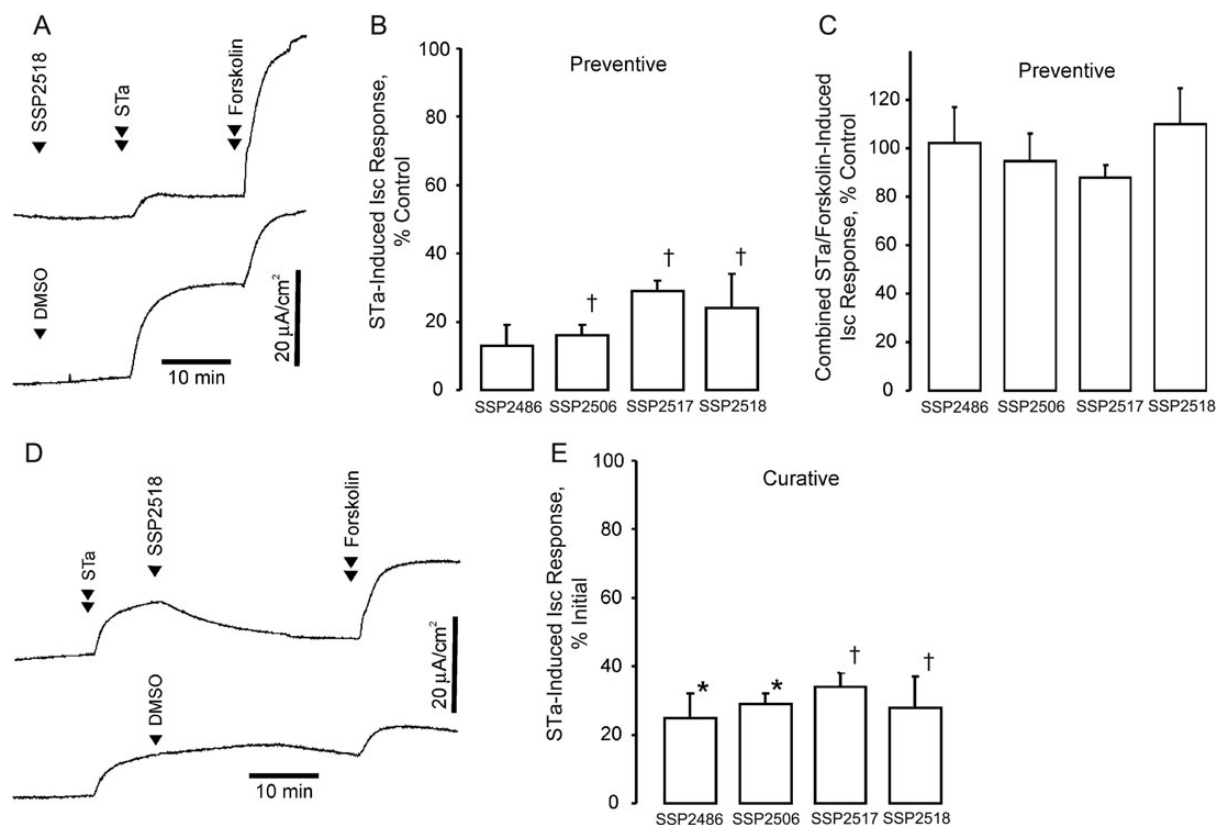 A
SSP2518
STa
Forskolin
DMSO
10 min
20 µA/cm²
B
Preventive
STa-Induced Isc Response,
% Control
100
80
60
40
20
0
†
†
†
SSP2486
SSP2506
SSP2517
SSP2518
C
Preventive
Combined STa/Forskolin-Induced
Isc Response, % Control
120
100
80
60
40
20
0
SSP2486
SSP2506
SSP2517
SSP2518
D
STa
SSP2518
Forskolin
DMSO
10 min
20 µA/cm²
E
Curative
STa-Induced Isc Response,
% Initial
100
80
60
40
20
0
*
*
†
†
SSP2486
SSP2506
SSP2517
SSP2518